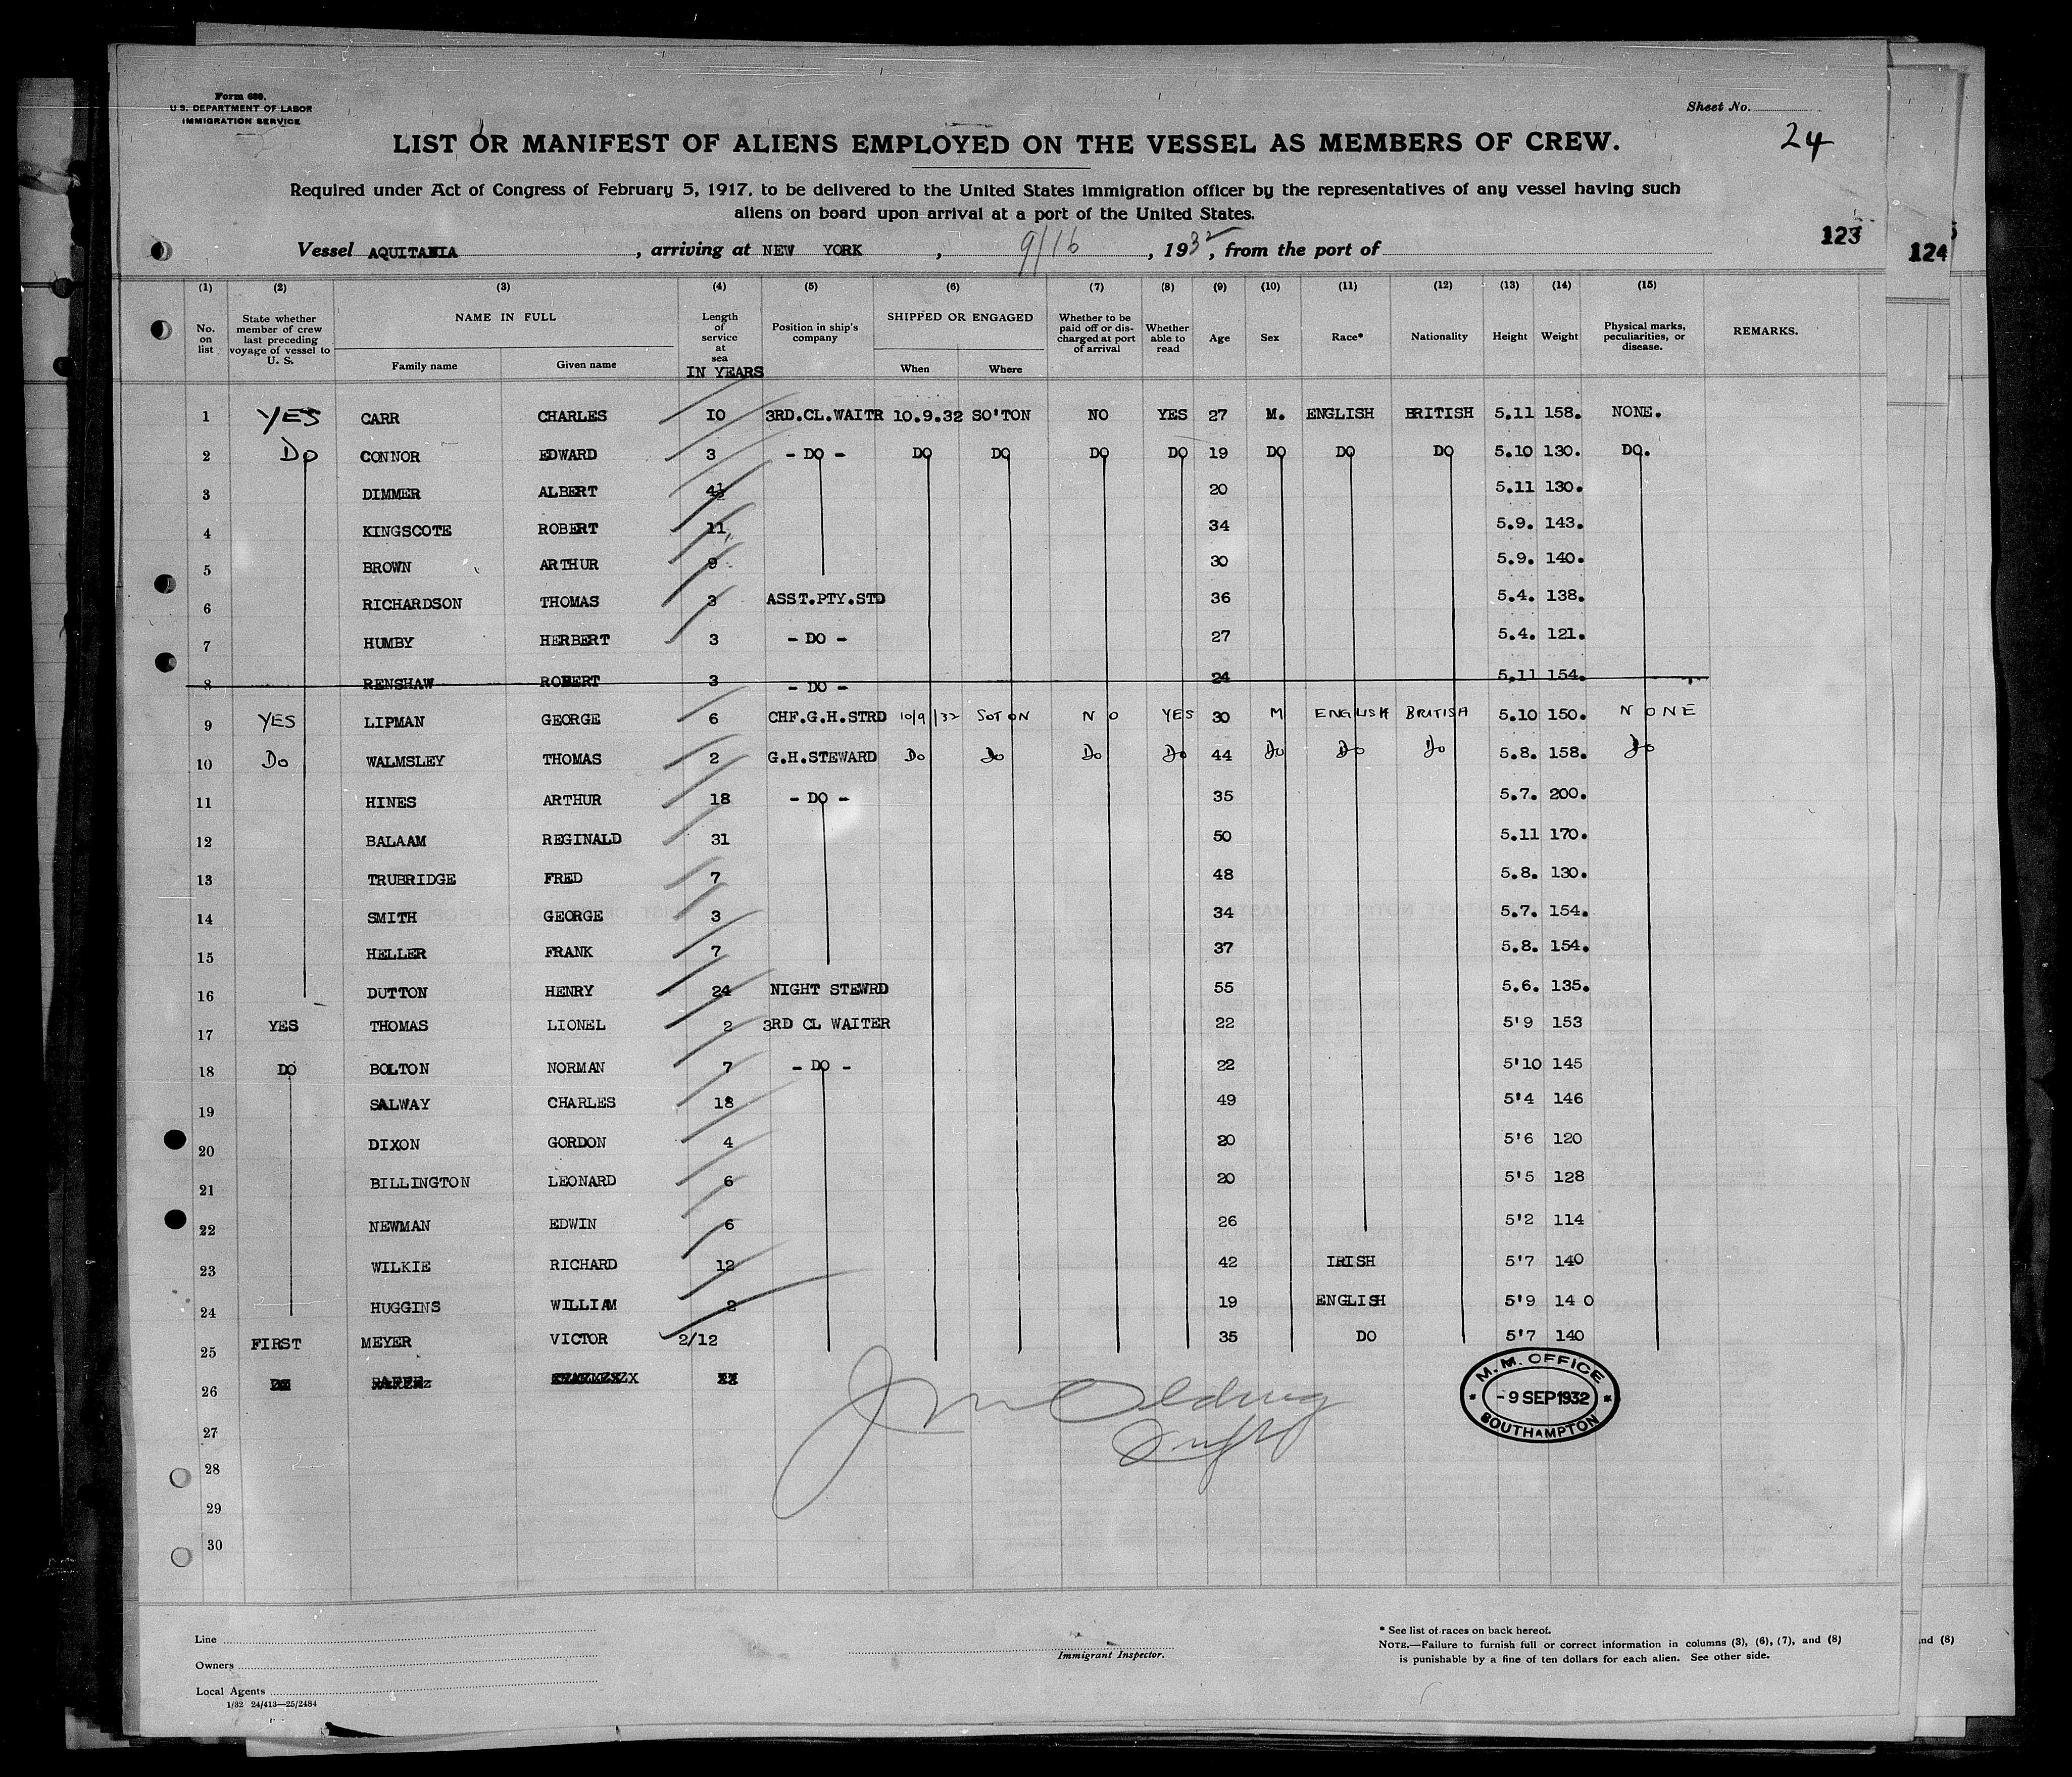 Form 689.
U.S. DEPARTMENT OF LABOR
IMMIGRATION SERVICE
Sheet No.
24
LIST OR MANIFEST OF ALIENS EMPLOYED ON THE VESSEL AS MEMBERS OF CREW.
Required under Act of Congress of February 5, 1917, to be delivered to the United States immigration officer by the representatives of any vessel having such
aliens on board upon arrival at a port of the United States.
123
124
Vessel AQUITANIA, arriving at NEW YORK, 9/16, 1932, from the port of
(1) (2) (3) (4) (5) (6) (7) (8) (9) (10) (11) (12) (13) (14) (15)
No. on list
State whether member of crew last preceding voyage of vessel to U. S.
NAME IN FULL
Family name Given name
Length of service at sea
IN YEARS
Position in ship's company
SHIPPED OR ENGAGED
When Where
Whether to be paid off or discharged at port of arrival
Whether able to read
Age Sex Race* Nationality Height Weight
Physical marks, peculiarities, or disease.
REMARKS.
1 YES CARR CHARLES 10 3RD.CL.WAITR 10.9.32 SO'TON NO YES 27 M. ENGLISH BRITISH 5.11 158. NONE.
2 Do CONNOR EDWARD 3 - DO - DO DO DO DO 19 DO DO DO 5.10 130. DO.
3 DIMMER ALBERT 4½ 20 5.11 130.
4 KINGSCOTE ROBERT 11 34 5.9. 143.
5 BROWN ARTHUR 9 30 5.9. 140.
6 RICHARDSON THOMAS 3 ASST.PTY.STD 36 5.4. 138.
7 HUMBY HERBERT 3 - DO - 27 5.4. 121.
8 RENSHAW ROBERT 3 - DO - 24 5.11 154.
9 YES LIPMAN GEORGE 6 CHF.G.H.STRD 10/9/32 SOTON NO YES 30 M ENGLISH BRITISH 5.10 150. NONE
10 Do WALMSLEY THOMAS 2 G.H.STEWARD Do Do Do Do 44 Do Do Do 5.8. 158. Do
11 HINES ARTHUR 18 - DO - 35 5.7. 200.
12 BALAAM REGINALD 31 50 5.11 170.
13 TRUBRIDGE FRED 7 48 5.8. 130.
14 SMITH GEORGE 3 34 5.7. 154.
15 HELLER FRANK 7 37 5.8. 154.
16 DUTTON HENRY 24 NIGHT STEWRD 55 5.6. 135.
17 YES THOMAS LIONEL 2 3RD CL WAITER 22 5'9 153
18 DO BOLTON NORMAN 7 - DO - 22 5'10 145
19 SALWAY CHARLES 18 49 5'4 146
20 DIXON GORDON 4 20 5'6 120
21 BILLINGTON LEONARD 6 20 5'5 128
22 NEWMAN EDWIN 6 26 5'2 114
23 WILKIE RICHARD 12 42 IRISH 5'7 140
24 HUGGINS WILLIAM 2 19 ENGLISH 5'9 14 0
25 FIRST MEYER VICTOR 2/12 35 DO 5'7 140
26
27
28
29
30
M.M. OFFICE
-9 SEP 1932
SOUTHAMPTON
Line
Owners
Local Agents
1/32 24/413—25/2484
Immigrant Inspector.
* See list of races on back hereof.
NOTE.—Failure to furnish full or correct information in columns (3), (6), (7), and (8)
is punishable by a fine of ten dollars for each alien. See other side.
nd (8)